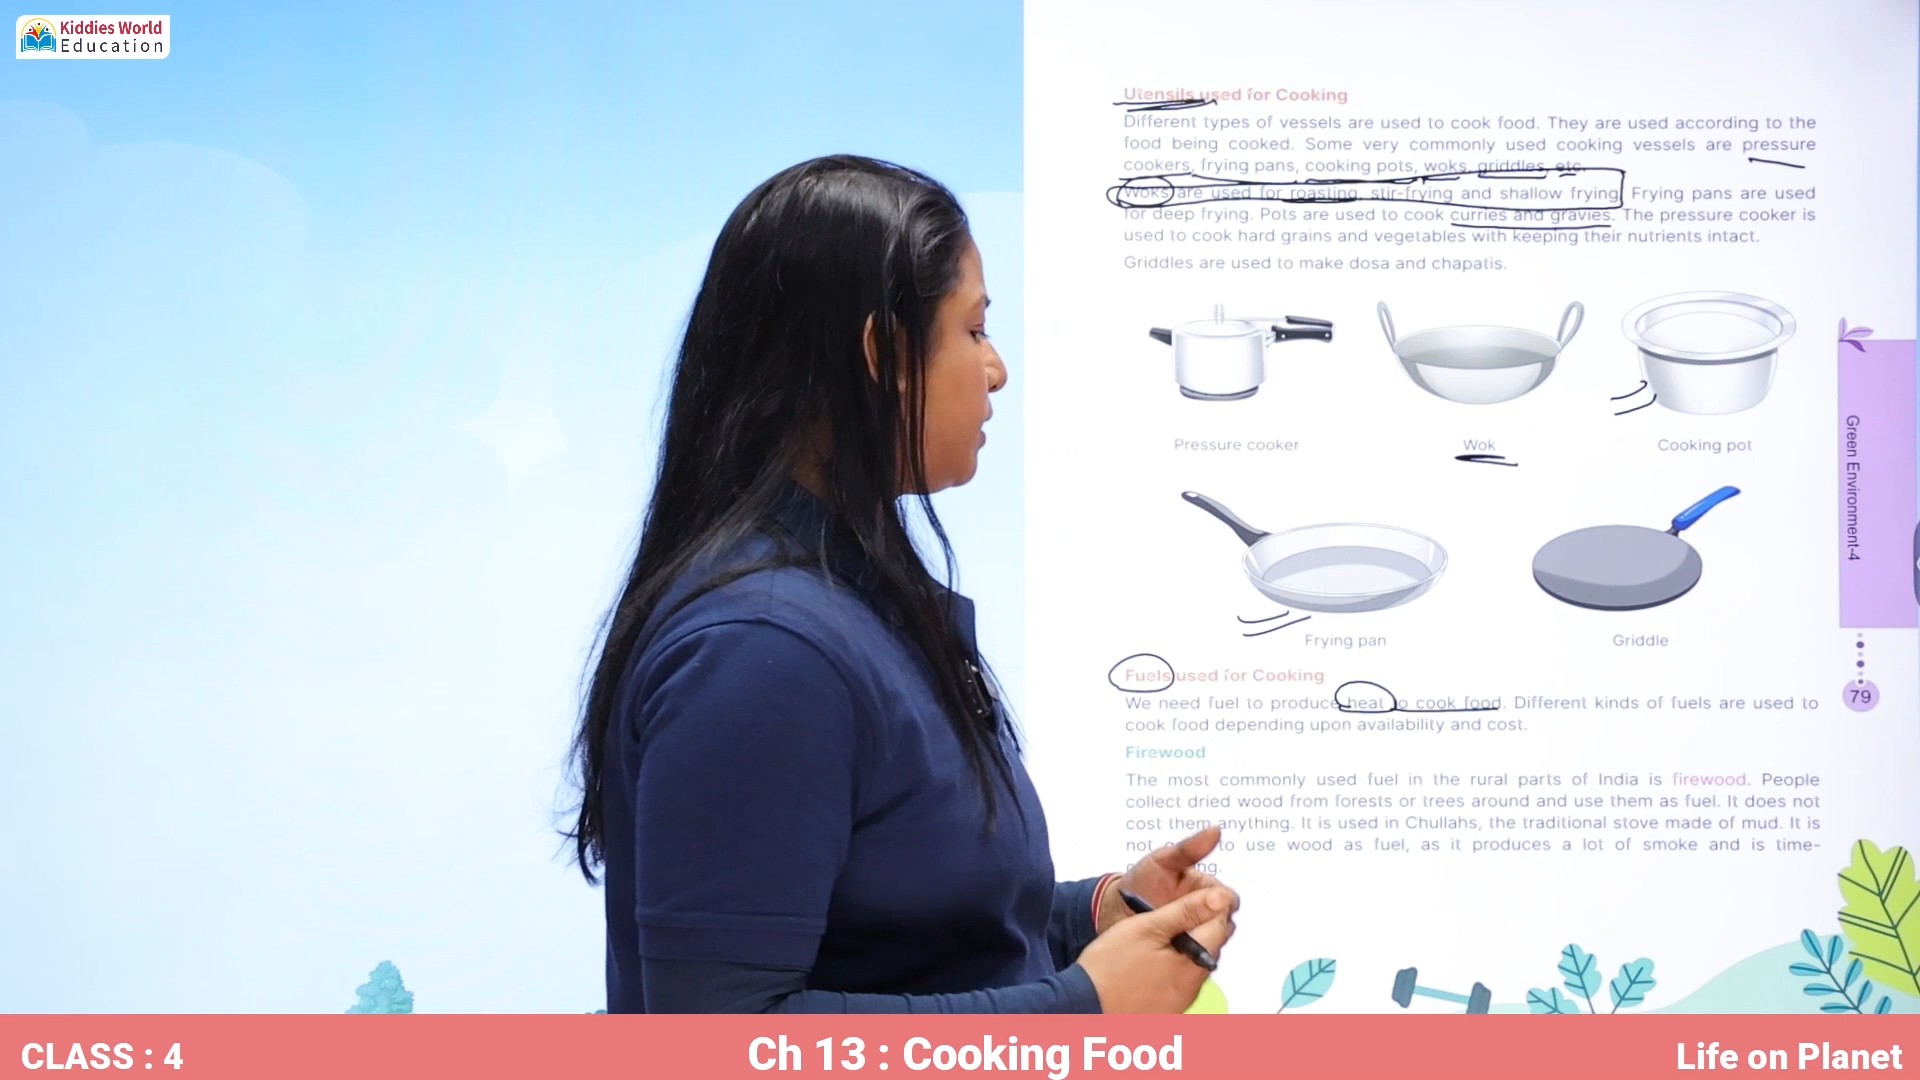 Kiddies World
Education
Utensils used for Cooking
Different types of vessels are used to cook food. They are used according to the
food being cooked. Some very commonly used cooking vessels are pressure
cookers, frying pans, cooking pots, woks, griddles, etc.
Woks are used for roasting, stir-frying and shallow frying. Frying pans are used
for deep frying. Pots are used to cook curries and gravies. The pressure cooker is
used to cook hard grains and vegetables with keeping their nutrients intact.
Griddles are used to make dosa and chapatis.
Pressure cooker
Wok
Cooking pot
Frying pan
Griddle
Green Environment-4
79
Fuels used for Cooking
We need fuel to produce heat to cook food. Different kinds of fuels are used to
cook food depending upon availability and cost.
Firewood
The most commonly used fuel in the rural parts of India is firewood. People
collect dried wood from forests or trees around and use them as fuel. It does not
cost them anything. It is used in Chullahs, the traditional stove made of mud. It is
not to use wood as fuel, as it produces a lot of smoke and is time-
CLASS : 4
Ch 13 : Cooking Food
Life on Planet